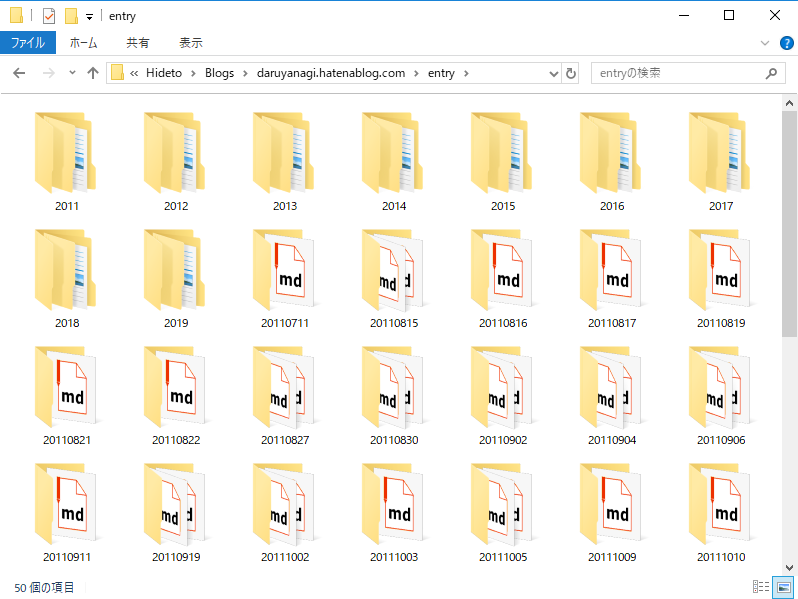 entry
ファイル ホーム 共有 表示
« Hideto › Blogs › daruyanagi.hatenablog.com › entry › entryの検索
2011 2012 2013 2014 2015 2016 2017
md md md md md
2018 2019 20110711 20110815 20110816 20110817 20110819
md md md md md md md
20110821 20110822 20110827 20110830 20110902 20110904 20110906
md md md md md md md
20110911 20110919 20111002 20111003 20111005 20111009 20111010
50 個の項目